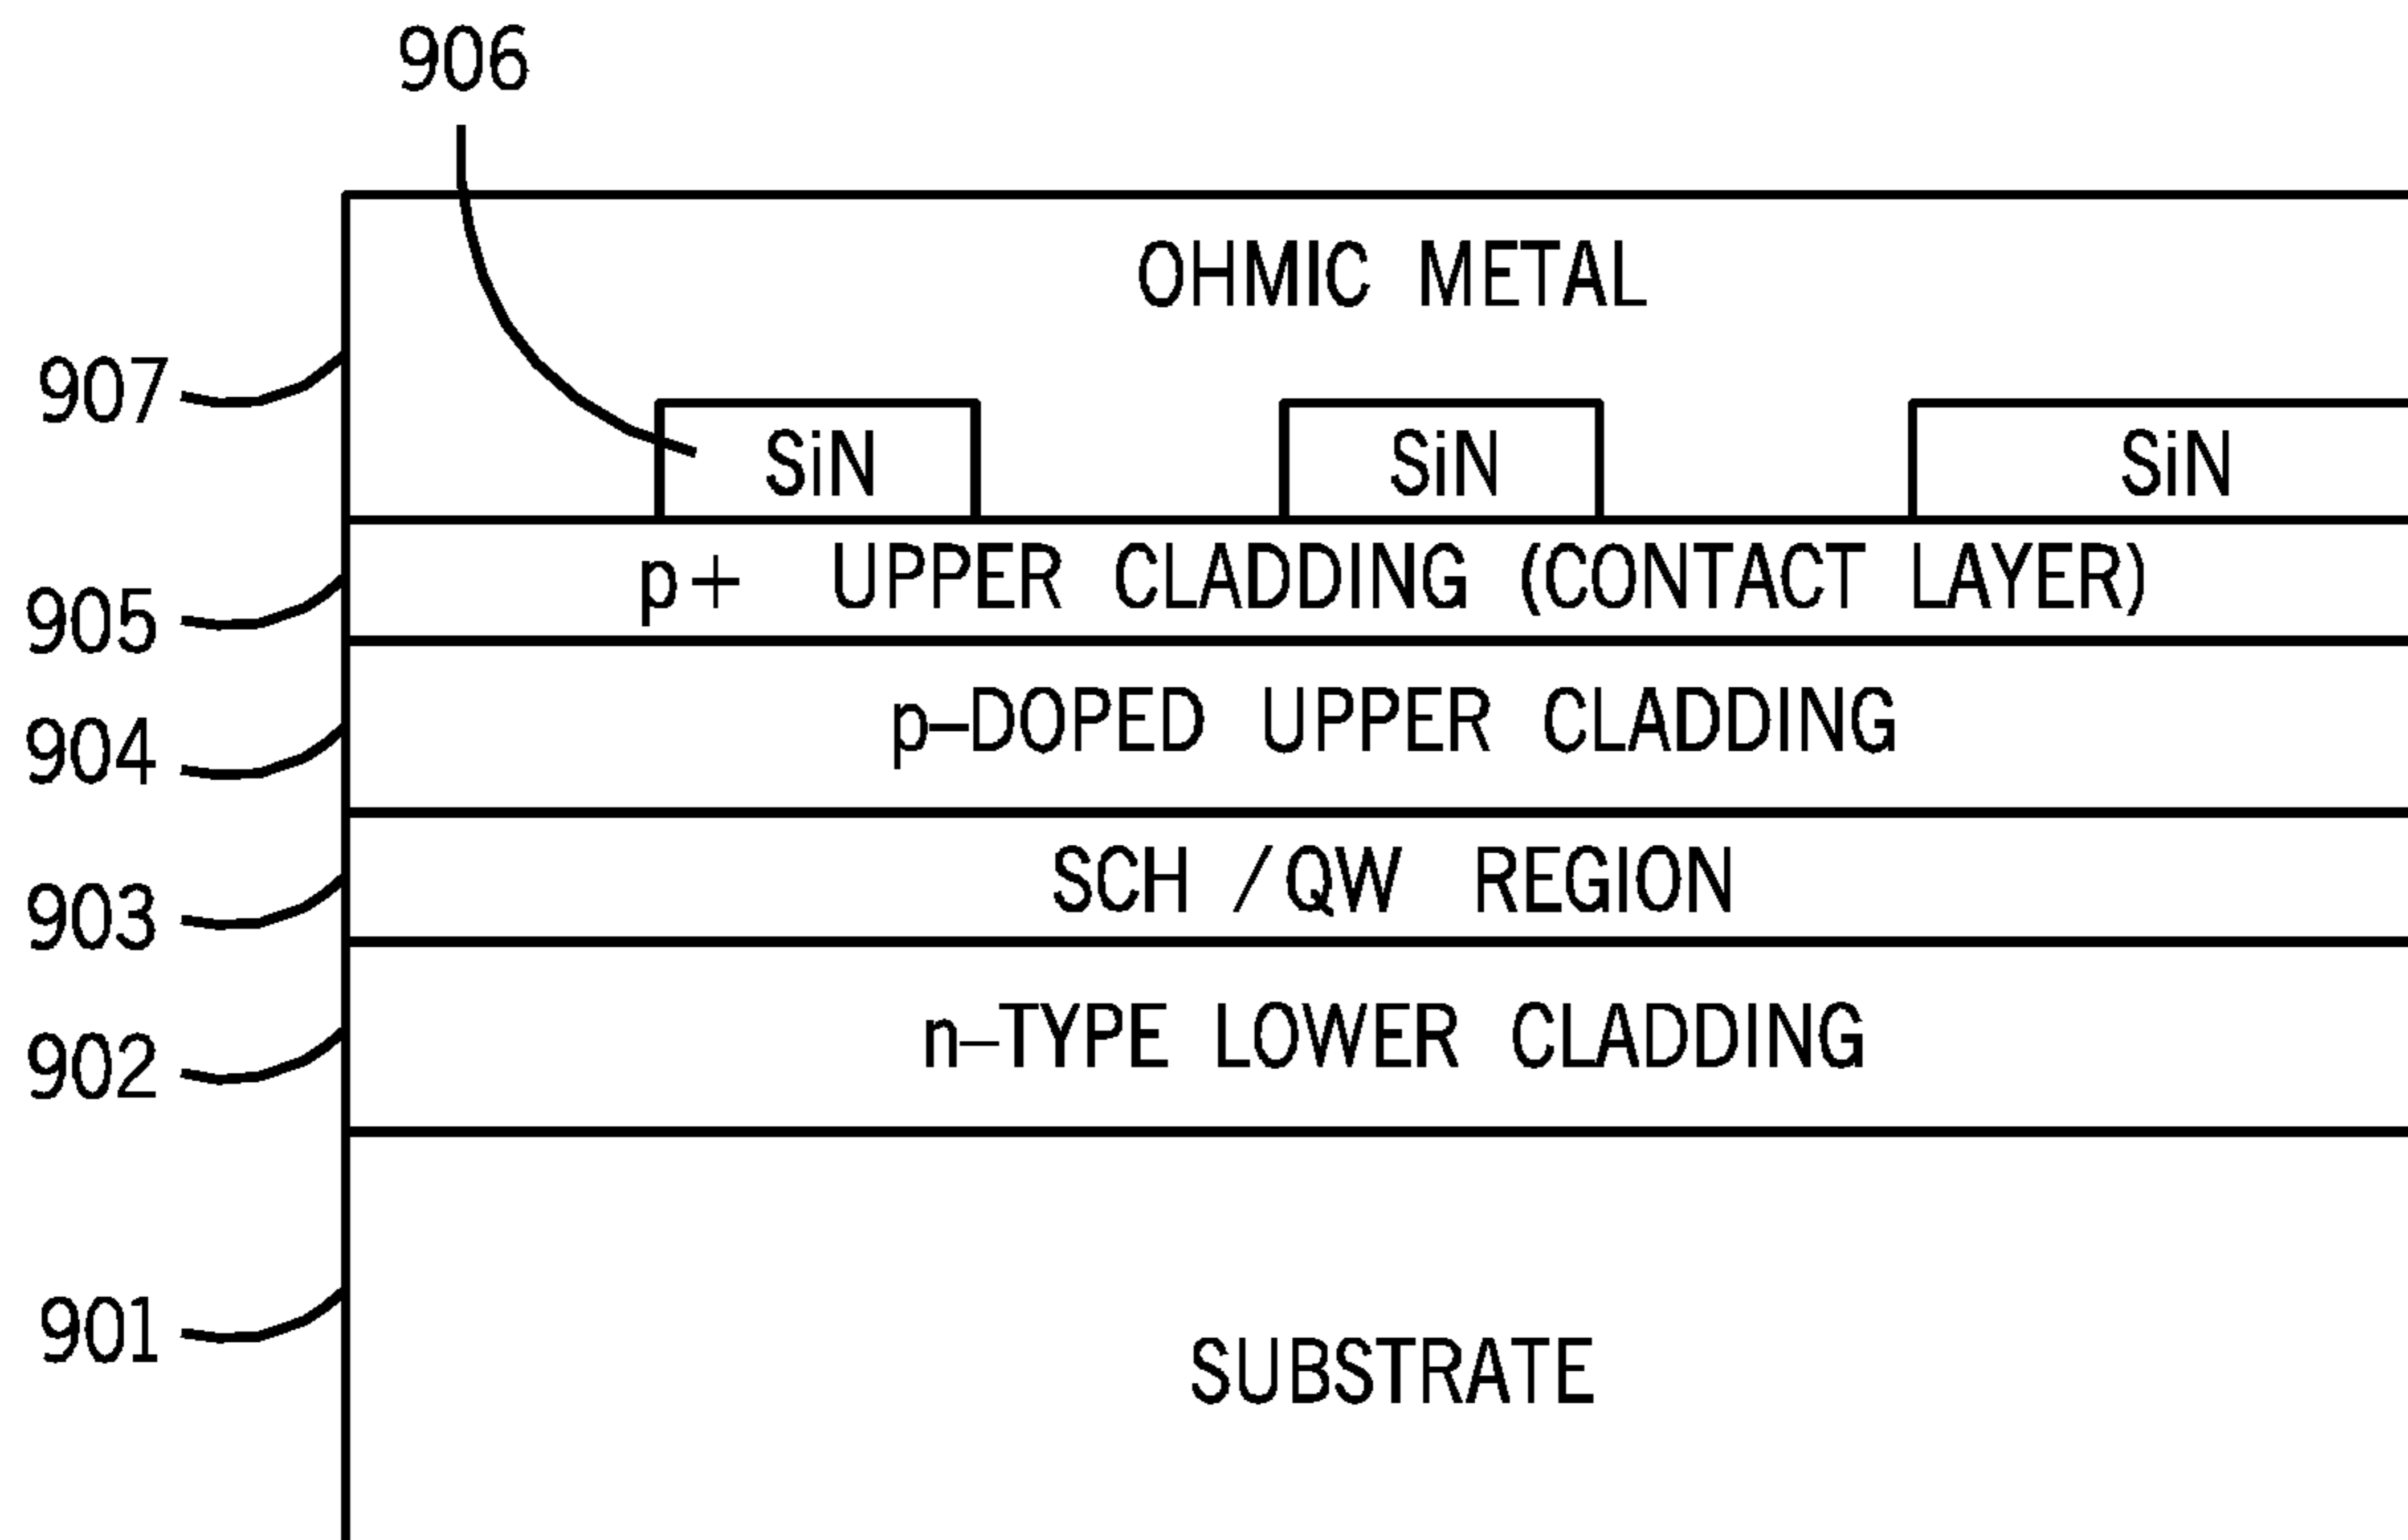 906
OHMIC METAL
907
SiN SiN SiN
p+ UPPER CLADDING (CONTACT LAYER)
905
p–DOPED UPPER CLADDING
904
SCH / QW REGION
903
n–TYPE LOWER CLADDING
902
901
SUBSTRATE